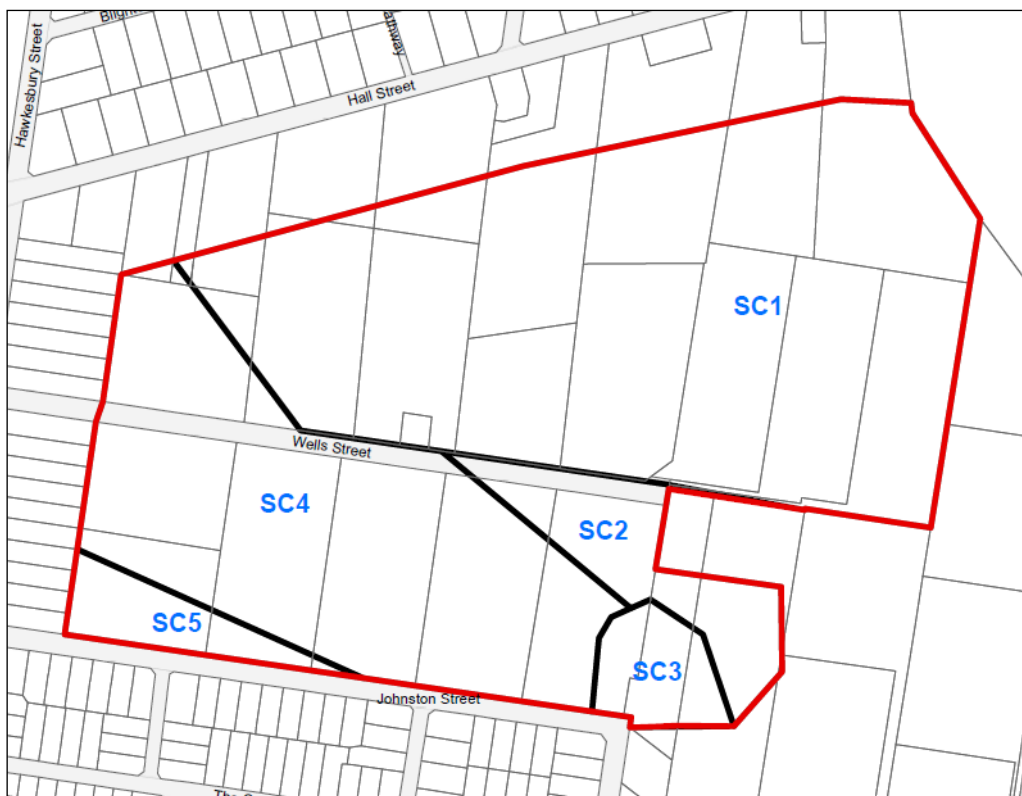 Hawkesbury Street
Hall Street
SC1
Wells Street
SC4
SC2
SC5
SC3
Johnston Street